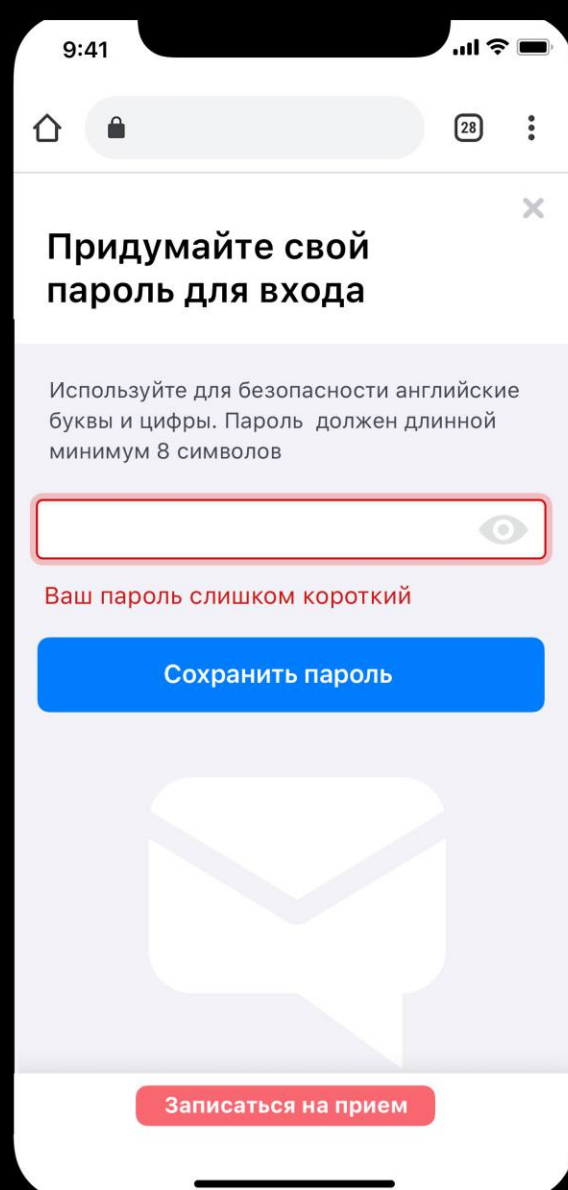 9:41
28
Придумайте свой
пароль для входа
Используйте для безопасности английские
буквы и цифры. Пароль  должен длинной
минимум 8 символов
Ваш пароль слишком короткий
Сохранить пароль
Записаться на прием